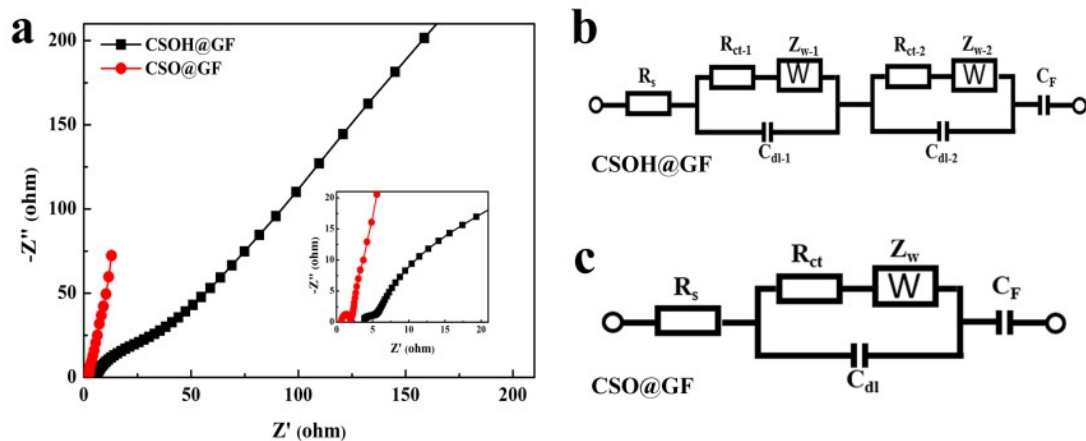 a
CSOH@GF
CSO@GF
-Z'' (ohm)
200
150
100
50
0
0 50 100 150 200
Z' (ohm)
-Z'' (ohm)
20
15
10
5
0
0 5 10 15 20
Z' (ohm)
b
Rs
Rct-1
Zw-1
W
Cdl-1
Rct-2
Zw-2
W
Cdl-2
CF
CSOH@GF
c
Rs
Rct
Zw
W
Cdl
CF
CSO@GF